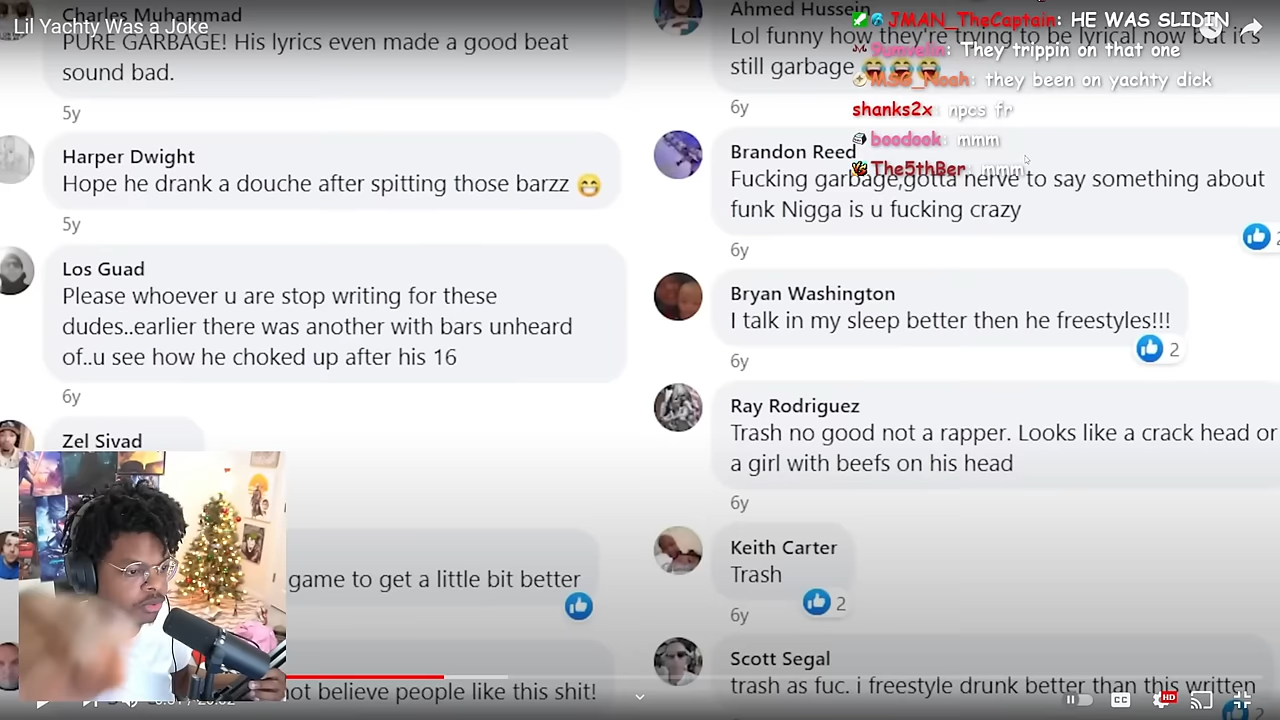 Lil Yachty Was a Joke
Charles Muhammad
PURE GARBAGE! His lyrics even made a good beat
sound bad.
5y
Harper Dwight
Hope he drank a douche after spitting those barzz 😁
5y
Los Guad
Please whoever u are stop writing for these
dudes..earlier there was another with bars unheard
of..u see how he choked up after his 16
6y
Zel Sivad
game to get a little bit better
not believe people like this shit!
Ahmed Hussein
Lol funny how they're trying to be lyrical now but it's
still garbage 😂😂😂
6y
Brandon Reed
Fucking garbage,gotta nerve to say something about
funk Nigga is u fucking crazy
6y
Bryan Washington
I talk in my sleep better then he freestyles!!!
2
6y
Ray Rodriguez
Trash no good not a rapper. Looks like a crack head or
a girl with beefs on his head
6y
Keith Carter
Trash
2
6y
Scott Segal
trash as fuc. i freestyle drunk better than this written
2
JMAN_TheCaptain: HE WAS SLIDIN
They trippin on that one
MSG_Noah: they been on yachty dick
shanks2x: npcs fr
boodook: mmm
The5thBer: mmm
CC
HD